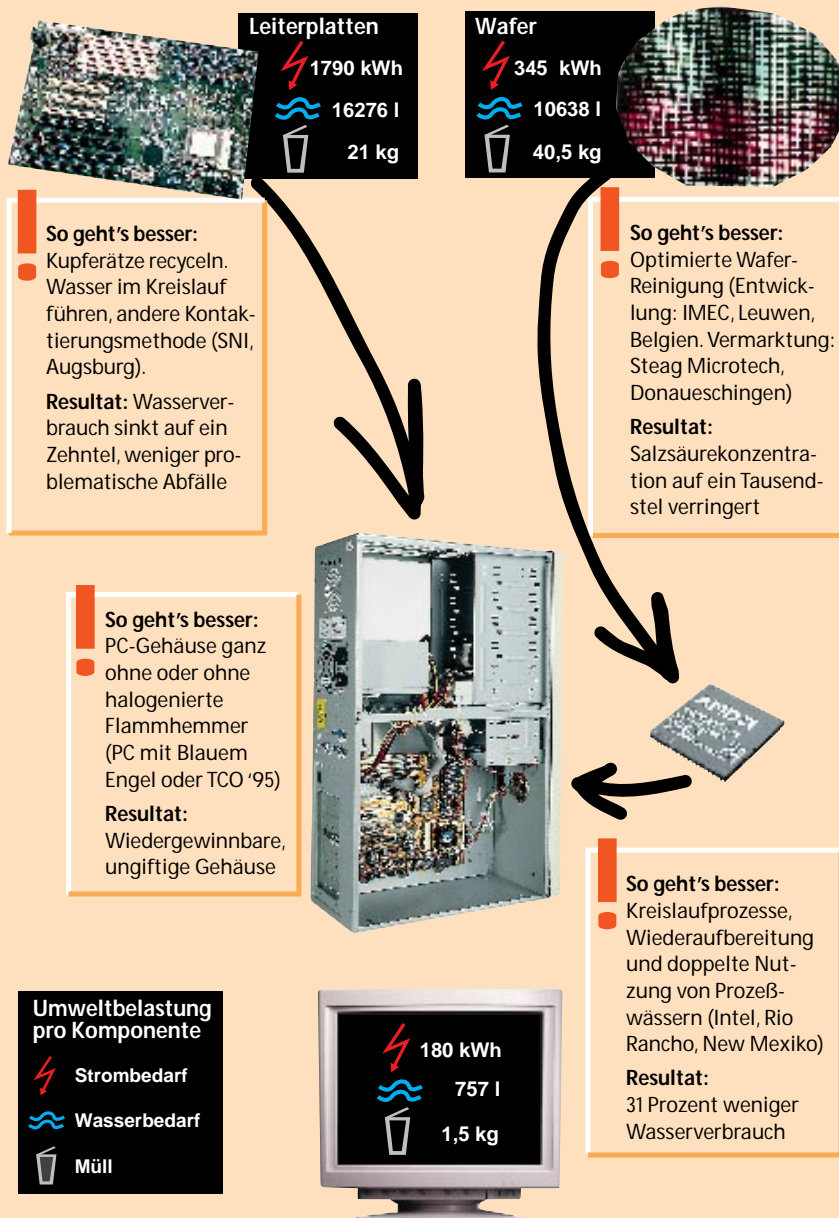 Leiterplatten
1790 kWh
16276 l
21 kg
Wafer
345 kWh
10638 l
40,5 kg
So geht's besser:
Kupferätze recyceln.
Wasser im Kreislauf
führen, andere Kontak-
tierungsmethode (SNI,
Augsburg).
Resultat: Wasserver-
brauch sinkt auf ein
Zehntel, weniger pro-
blematische Abfälle
So geht's besser:
Optimierte Wafer-
Reinigung (Entwick-
lung: IMEC, Leuwen,
Belgien. Vermarktung:
Steag Microtech,
Donaueschingen)
Resultat:
Salzsäurekonzentra-
tion auf ein Tausend-
stel verringert
So geht's besser:
PC-Gehäuse ganz
ohne oder ohne
halogenierte
Flammhemmer
(PC mit Blauem
Engel oder TCO '95)
Resultat:
Wiedergewinnbare,
ungiftige Gehäuse
So geht's besser:
Kreislaufprozesse,
Wiederaufbereitung
und doppelte Nut-
zung von Prozeß-
wässern (Intel, Rio
Rancho, New Mexiko)
Resultat:
31 Prozent weniger
Wasserverbrauch
Umweltbelastung
pro Komponente
Strombedarf
Wasserbedarf
Müll
180 kWh
757 l
1,5 kg